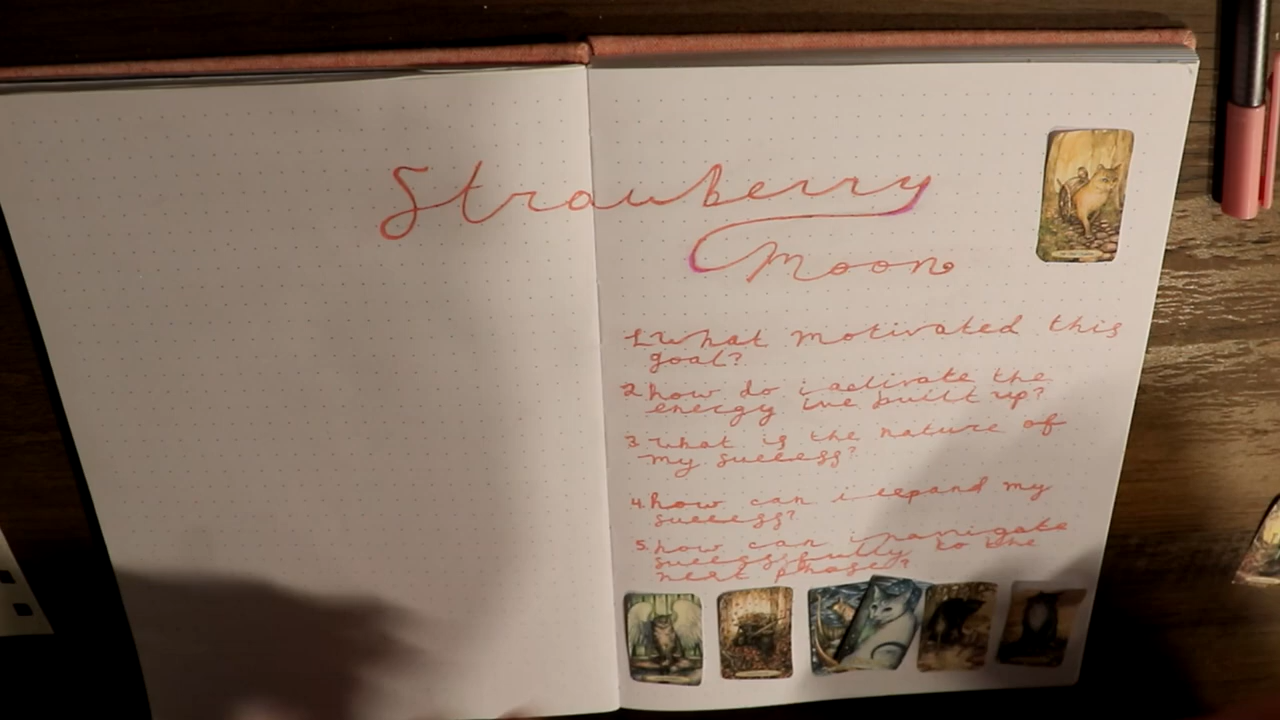 Strawberry
Moon
1. what motivated this
goal?
2. how do i activate the
energy ive built up?
3. what is the nature of
my success?
4. how can i expand my
success?
5. how can i navigate
successfully to the
next phase?